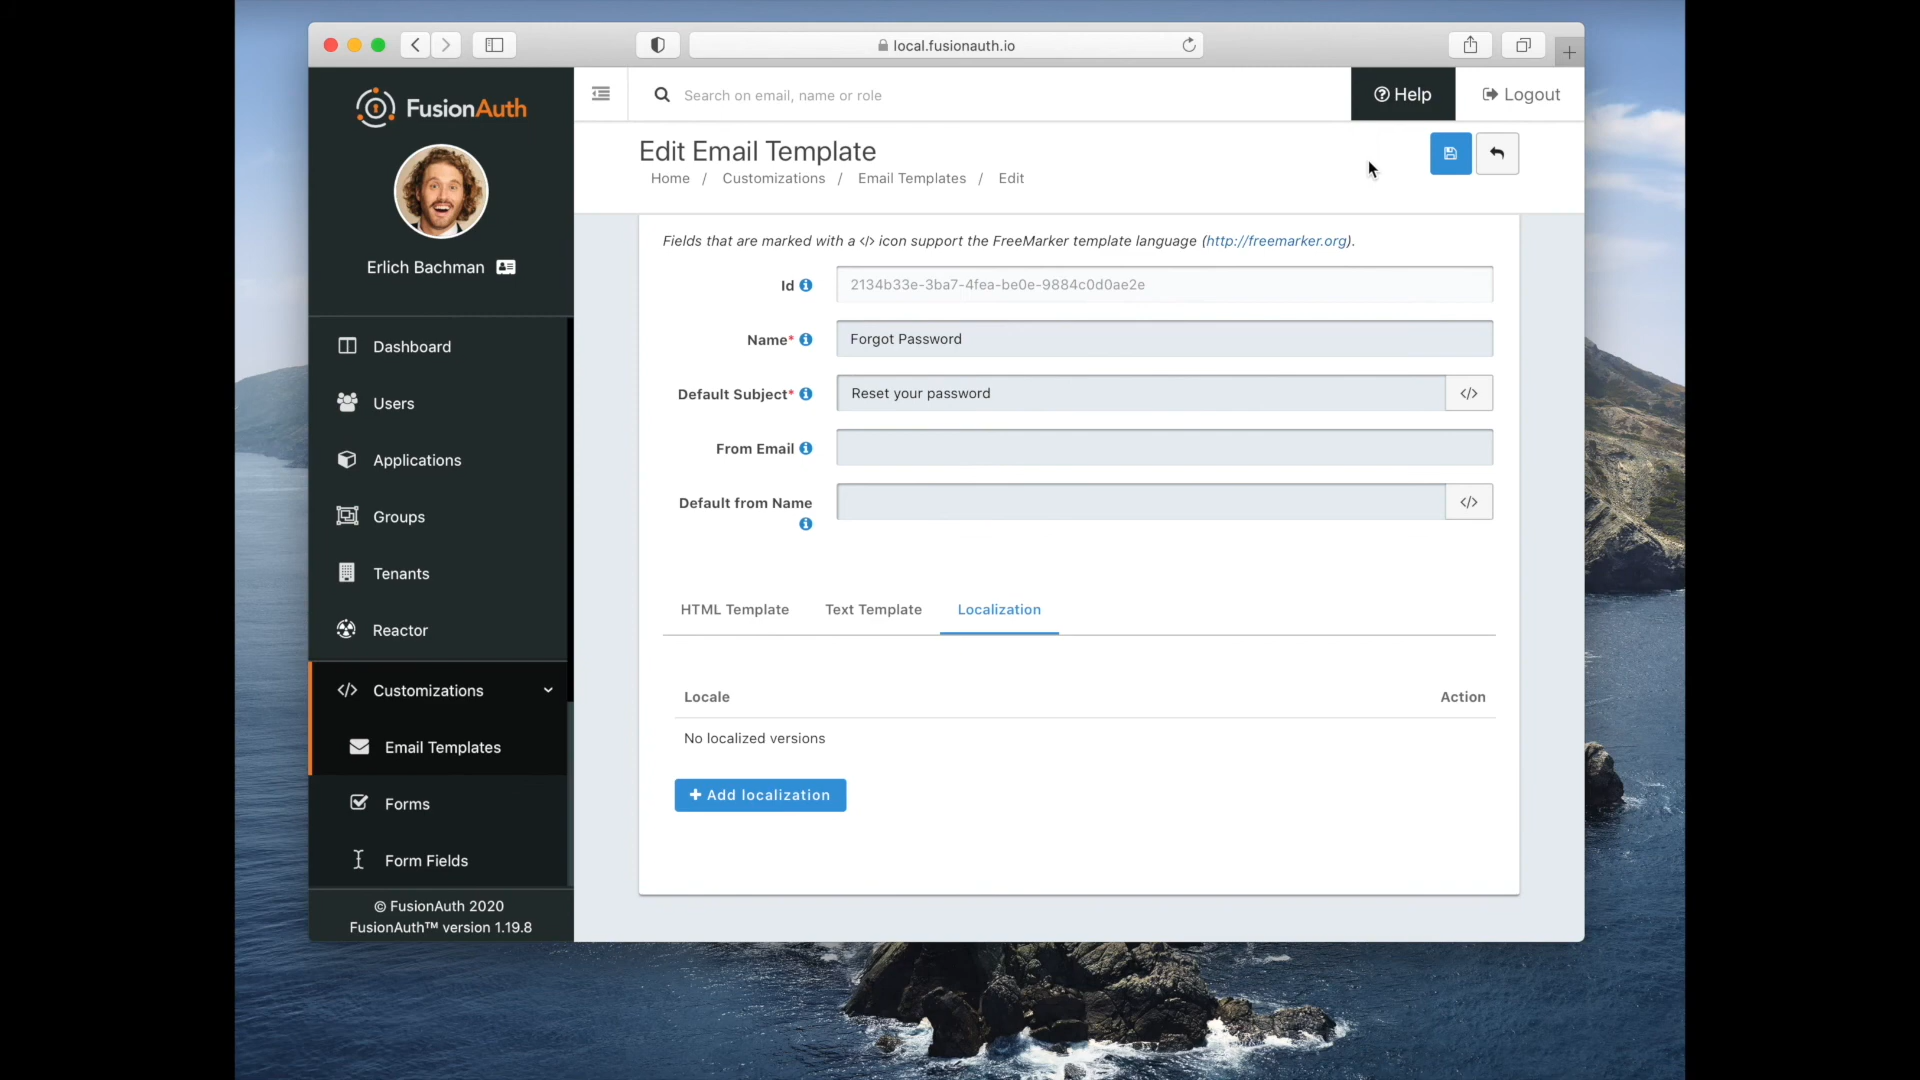 local.fusionauth.io
FusionAuth
Search on email, name or role
Help
Logout
Erlich Bachman
Edit Email Template
Home / Customizations / Email Templates / Edit
Dashboard
Users
Applications
Groups
Tenants
Reactor
Customizations
Email Templates
Forms
Form Fields
© FusionAuth 2020
FusionAuth™ version 1.19.8
Fields that are marked with a </> icon support the FreeMarker template language (http://freemarker.org).
Id 2134b33e-3ba7-4fea-be0e-9884c0d0ae2e
Name* Forgot Password
Default Subject* Reset your password </>
From Email
Default from Name </>
HTML Template Text Template Localization
Locale Action
No localized versions
+ Add localization